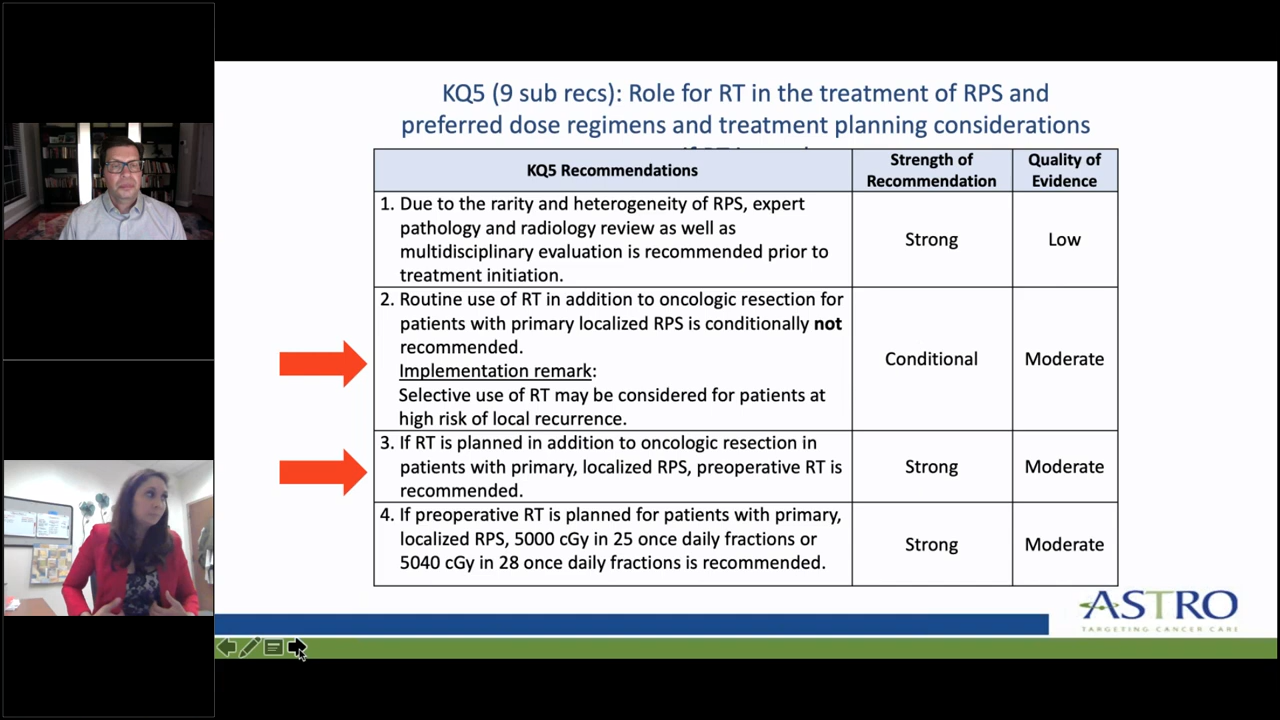 KQ5 (9 sub recs): Role for RT in the treatment of RPS and
preferred dose regimens and treatment planning considerations
KQ5 Recommendations
Strength of
Recommendation
Quality of
Evidence
1. Due to the rarity and heterogeneity of RPS, expert
pathology and radiology review as well as
multidisciplinary evaluation is recommended prior to
treatment initiation.
Strong
Low
2. Routine use of RT in addition to oncologic resection for
patients with primary localized RPS is conditionally not
recommended.
Implementation remark:
Selective use of RT may be considered for patients at
high risk of local recurrence.
Conditional
Moderate
3. If RT is planned in addition to oncologic resection in
patients with primary, localized RPS, preoperative RT is
recommended.
Strong
Moderate
4. If preoperative RT is planned for patients with primary,
localized RPS, 5000 cGy in 25 once daily fractions or
5040 cGy in 28 once daily fractions is recommended.
Strong
Moderate
ASTRO
TARGETING CANCER CARE